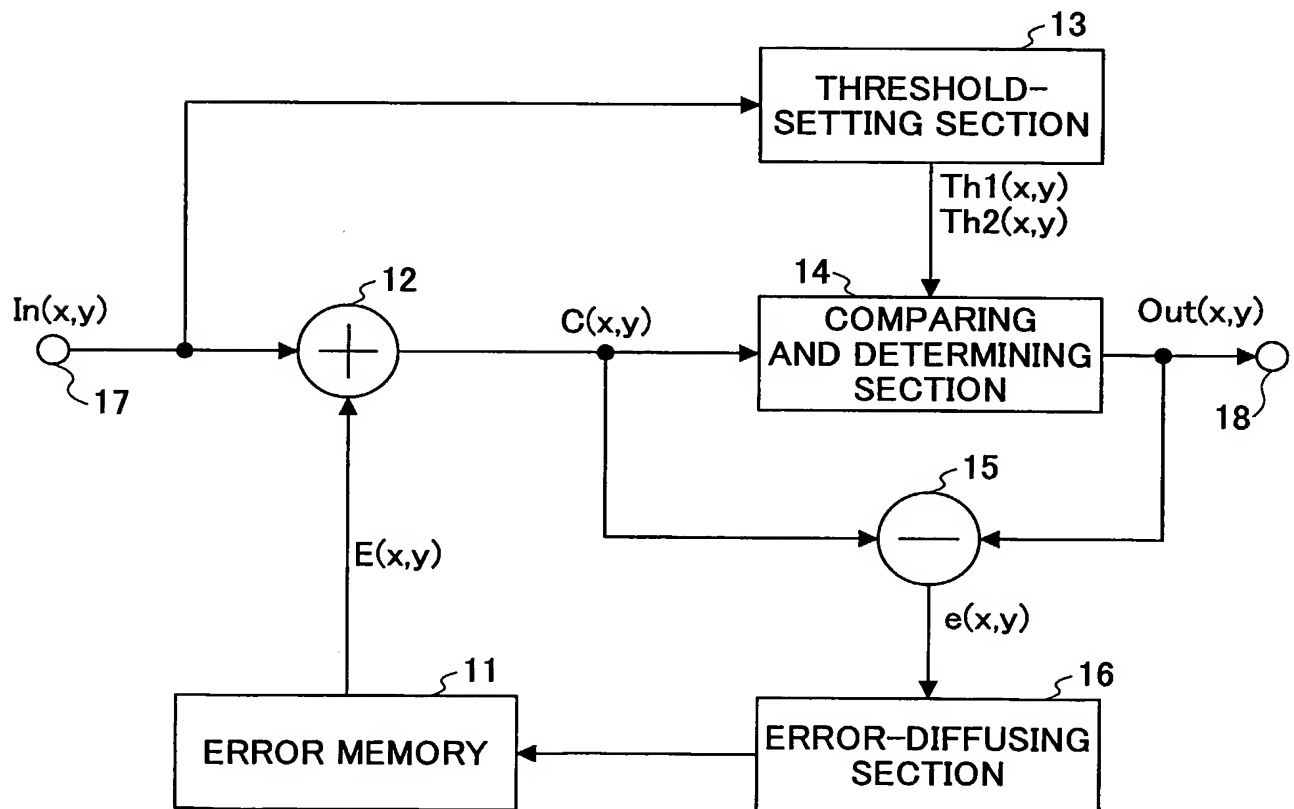 13
THRESHOLD-
SETTING SECTION
Th1(x,y)
Th2(x,y)
12
14
In(x,y)
C(x,y)
COMPARING
AND DETERMINING
SECTION
Out(x,y)
+
17
18
15
E(x,y)
—
e(x,y)
11
16
ERROR MEMORY
ERROR-DIFFUSING
SECTION